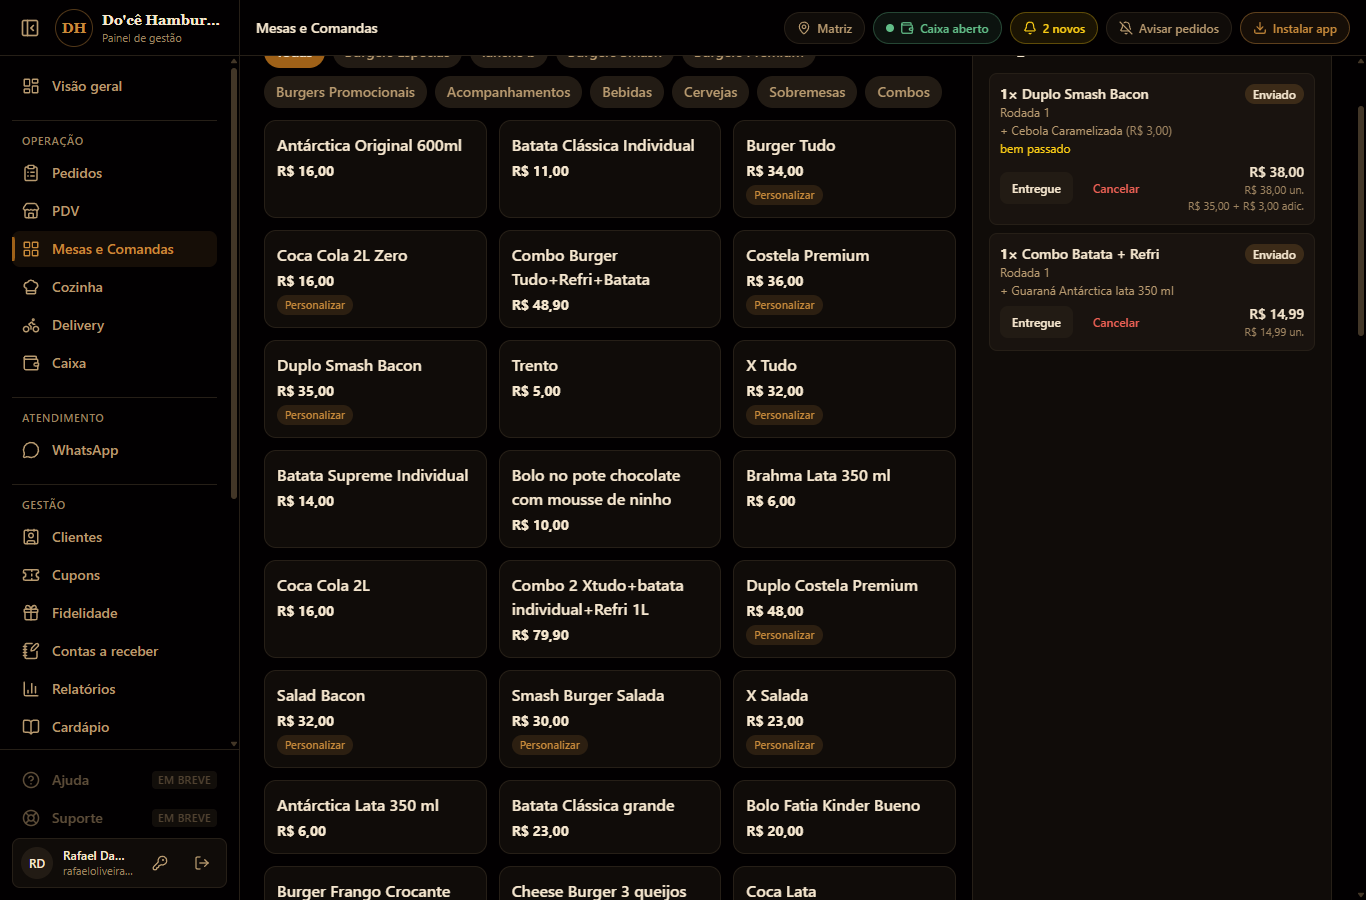 DH
Do'cê Hambur...
Painel de gestão
Mesas e Comandas
Matriz
Caixa aberto
2 novos
Avisar pedidos
Instalar app
Visão geral
OPERAÇÃO
Pedidos
PDV
Mesas e Comandas
Cozinha
Delivery
Caixa
ATENDIMENTO
WhatsApp
GESTÃO
Clientes
Cupons
Fidelidade
Contas a receber
Relatórios
Cardápio
Ajuda
EM BREVE
Suporte
EM BREVE
RD
Rafael Da...
rafaeloliveira...
Burgers Promocionais
Acompanhamentos
Bebidas
Cervejas
Sobremesas
Combos
Antárctica Original 600ml
R$ 16,00
Batata Clássica Individual
R$ 11,00
Burger Tudo
R$ 34,00
Personalizar
Coca Cola 2L Zero
R$ 16,00
Personalizar
Combo Burger
Tudo+Refri+Batata
R$ 48,90
Costela Premium
R$ 36,00
Personalizar
Duplo Smash Bacon
R$ 35,00
Personalizar
Trento
R$ 5,00
X Tudo
R$ 32,00
Personalizar
Batata Supreme Individual
R$ 14,00
Bolo no pote chocolate
com mousse de ninho
R$ 10,00
Brahma Lata 350 ml
R$ 6,00
Coca Cola 2L
R$ 16,00
Combo 2 Xtudo+batata
individual+Refri 1L
R$ 79,90
Duplo Costela Premium
R$ 48,00
Personalizar
Salad Bacon
R$ 32,00
Personalizar
Smash Burger Salada
R$ 30,00
Personalizar
X Salada
R$ 23,00
Personalizar
Antárctica Lata 350 ml
R$ 6,00
Batata Clássica grande
R$ 23,00
Bolo Fatia Kinder Bueno
R$ 20,00
Burger Frango Crocante
Cheese Burger 3 queijos
Coca Lata
1× Duplo Smash Bacon
Enviado
Rodada 1
+ Cebola Caramelizada (R$ 3,00)
bem passado
Entregue
Cancelar
R$ 38,00
R$ 38,00 un.
R$ 35,00 + R$ 3,00 adic.
1× Combo Batata + Refri
Enviado
Rodada 1
+ Guaraná Antárctica lata 350 ml
Entregue
Cancelar
R$ 14,99
R$ 14,99 un.